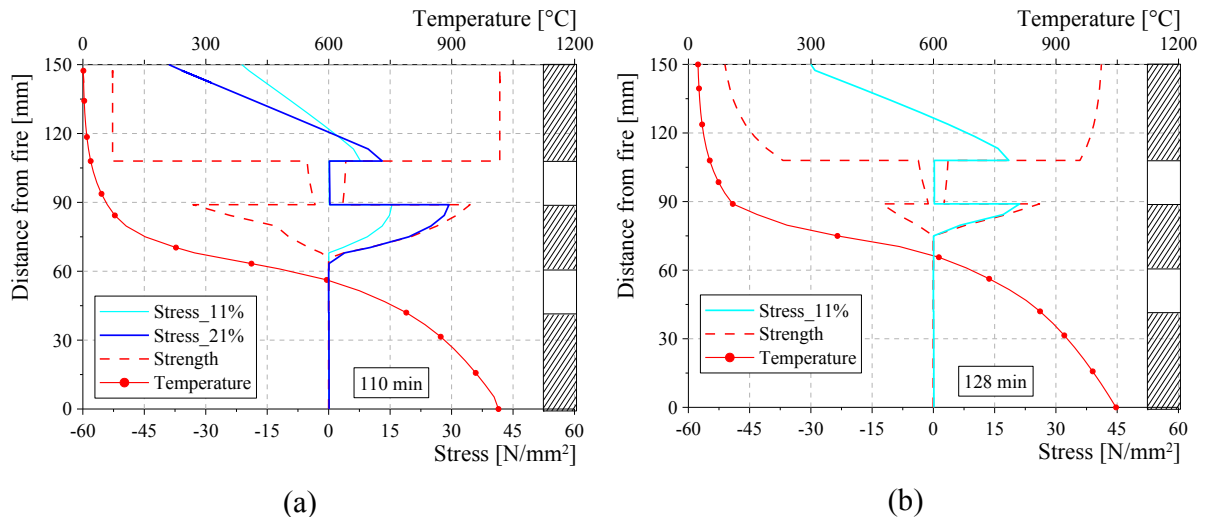 Temperature [°C]
0 300 600 900 1200
150
120
90
60
30
0
Distance from fire [mm]
Stress_11%
Stress_21%
Strength
Temperature
110 min
-60 -45 -30 -15 0 15 30 45 60
Stress [N/mm²]
(a)
Temperature [°C]
0 300 600 900 1200
150
120
90
60
30
0
Distance from fire [mm]
Stress_11%
Strength
Temperature
128 min
-60 -45 -30 -15 0 15 30 45 60
Stress [N/mm²]
(b)